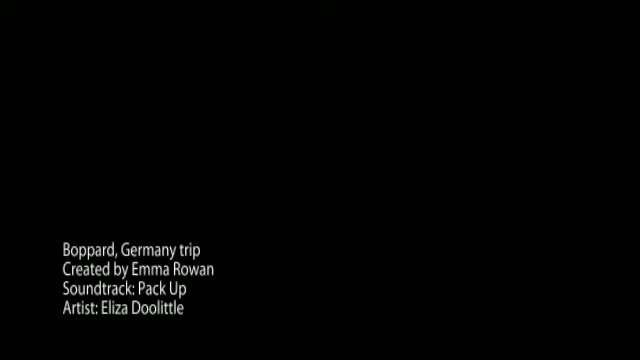 Boppard, Germany trip
Created by Emma Rowan
Soundtrack: Pack Up
Artist: Eliza Doolittle